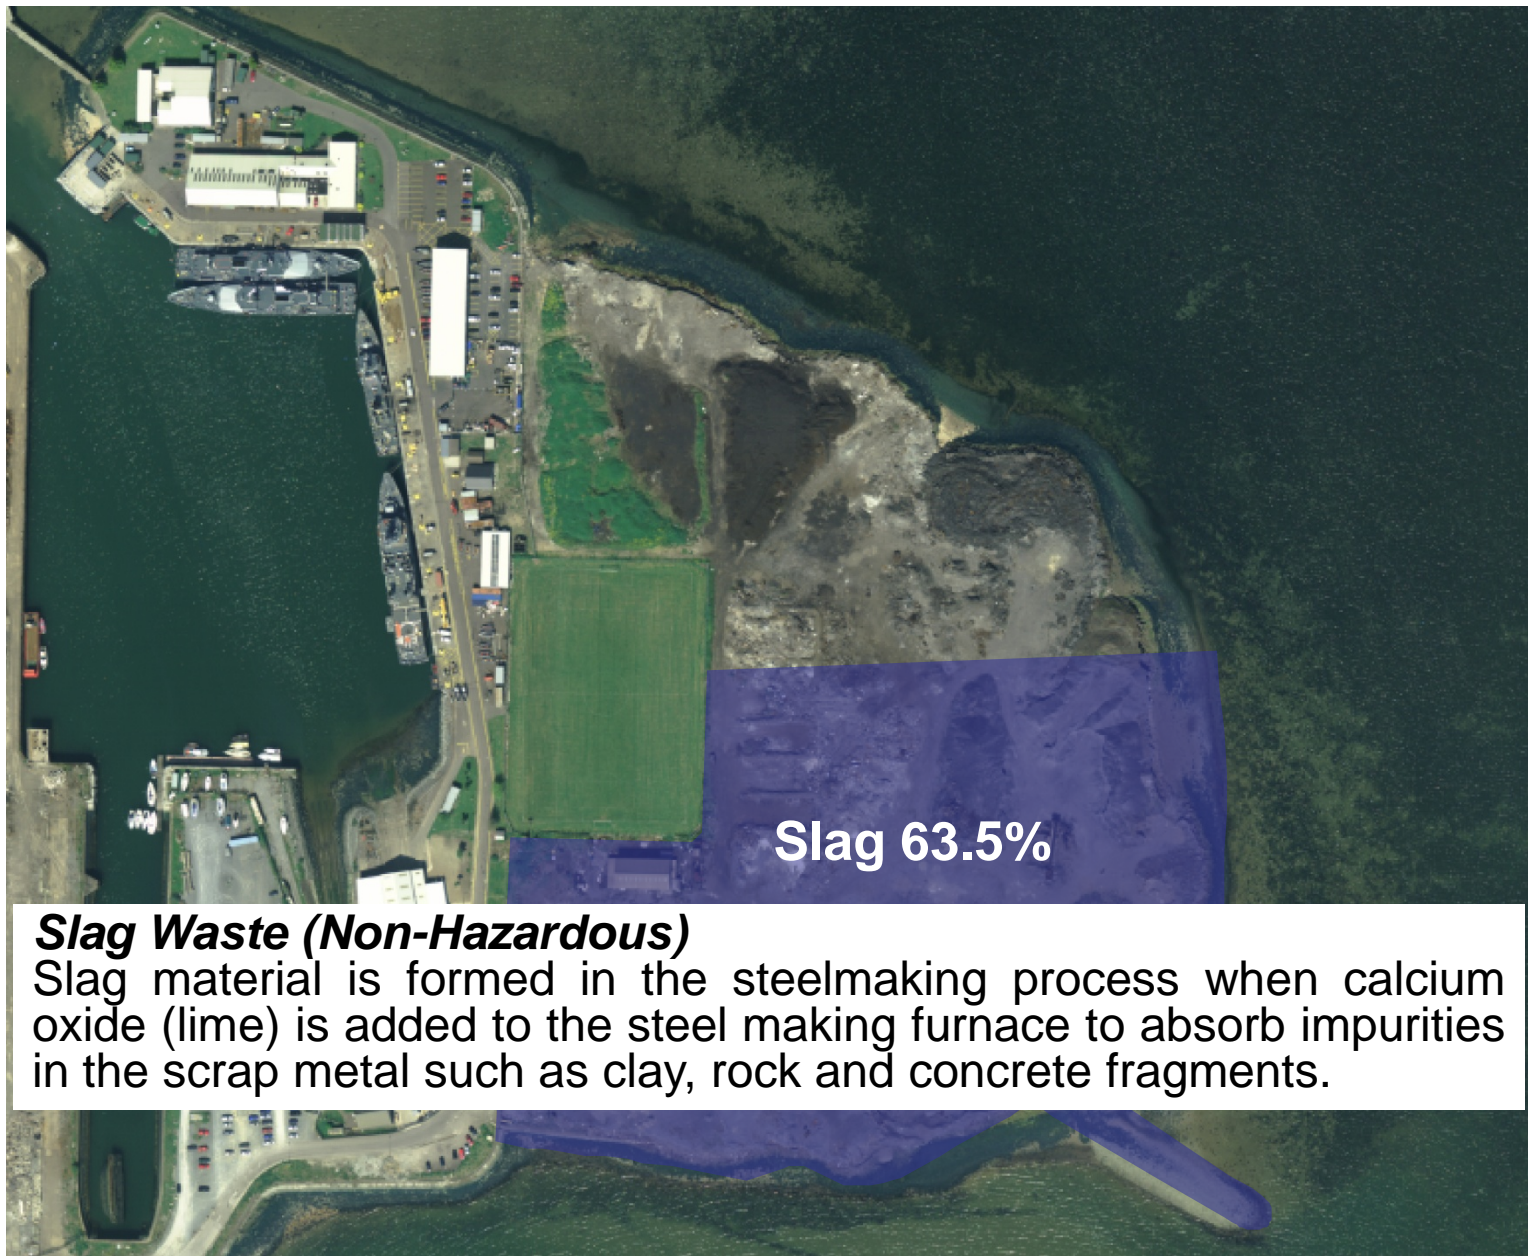 Slag 63.5%
Slag Waste (Non-Hazardous)
Slag material is formed in the steelmaking process when calcium
oxide (lime) is added to the steel making furnace to absorb impurities
in the scrap metal such as clay, rock and concrete fragments.